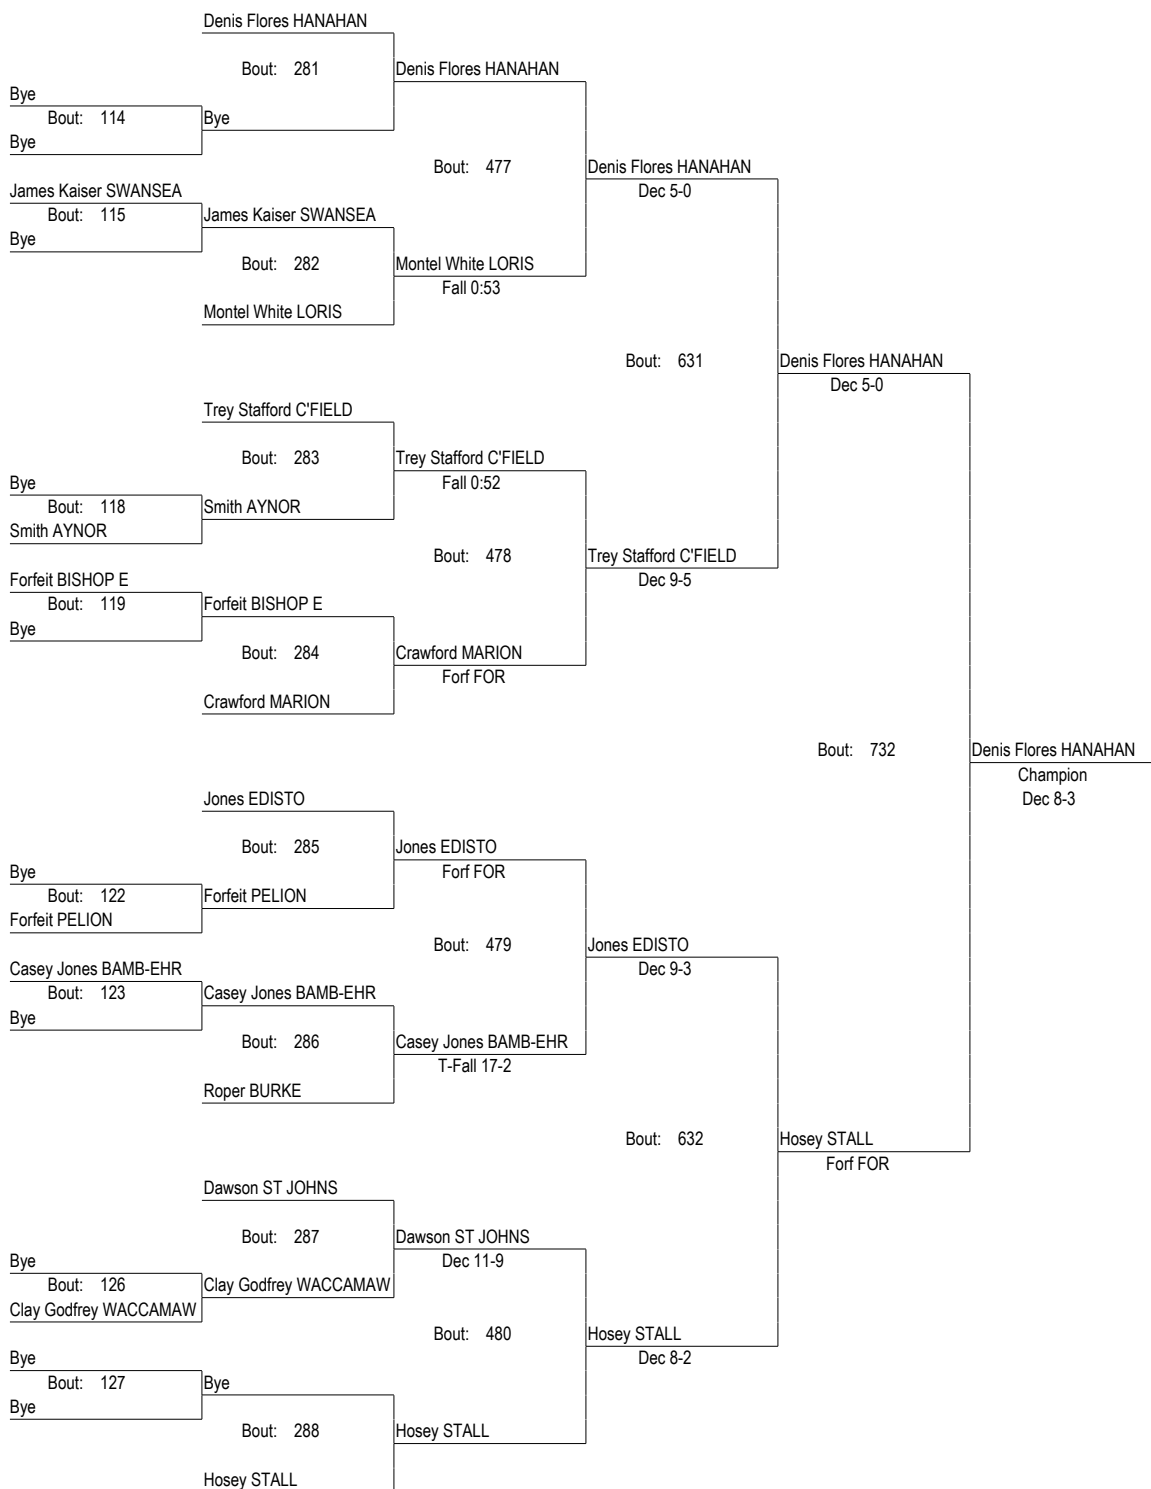 Denis Flores HANAHAN
Bout: 281
Denis Flores HANAHAN
Bye
Bout: 114
Bye
Bye
Bout: 477
Denis Flores HANAHAN
Dec 5-0
James Kaiser SWANSEA
Bout: 115
James Kaiser SWANSEA
Bye
Bout: 282
Montel White LORIS
Fall 0:53
Montel White LORIS
Bout: 631
Denis Flores HANAHAN
Dec 5-0
Trey Stafford C'FIELD
Bout: 283
Trey Stafford C'FIELD
Fall 0:52
Bye
Bout: 118
Smith AYNOR
Smith AYNOR
Bout: 478
Trey Stafford C'FIELD
Dec 9-5
Forfeit BISHOP E
Bout: 119
Forfeit BISHOP E
Bye
Bout: 284
Crawford MARION
Forf FOR
Crawford MARION
Bout: 732
Denis Flores HANAHAN
Champion
Dec 8-3
Jones EDISTO
Bout: 285
Jones EDISTO
Forf FOR
Bye
Bout: 122
Forfeit PELION
Forfeit PELION
Bout: 479
Jones EDISTO
Dec 9-3
Casey Jones BAMB-EHR
Bout: 123
Casey Jones BAMB-EHR
Bye
Bout: 286
Casey Jones BAMB-EHR
T-Fall 17-2
Roper BURKE
Bout: 632
Hosey STALL
Forf FOR
Dawson ST JOHNS
Bout: 287
Dawson ST JOHNS
Dec 11-9
Bye
Bout: 126
Clay Godfrey WACCAMAW
Clay Godfrey WACCAMAW
Bout: 480
Hosey STALL
Dec 8-2
Bye
Bout: 127
Bye
Bye
Bout: 288
Hosey STALL
Hosey STALL